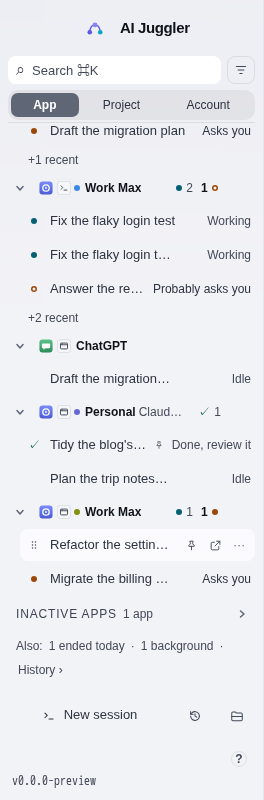 AI Juggler
Search ⌘K
App Project Account
Draft the migration plan Asks you
+1 recent
Work Max 2 1
Fix the flaky login test Working
Fix the flaky login t… Working
Answer the re… Probably asks you
+2 recent
ChatGPT
Draft the migration… Idle
Personal Claud… ✓ 1
✓ Tidy the blog's… Done, review it
Plan the trip notes… Idle
Work Max 1 1
Refactor the settin… ···
Migrate the billing … Asks you
INACTIVE APPS 1 app
Also: 1 ended today · 1 background ·
History ›
New session
?
v0.0.0-preview